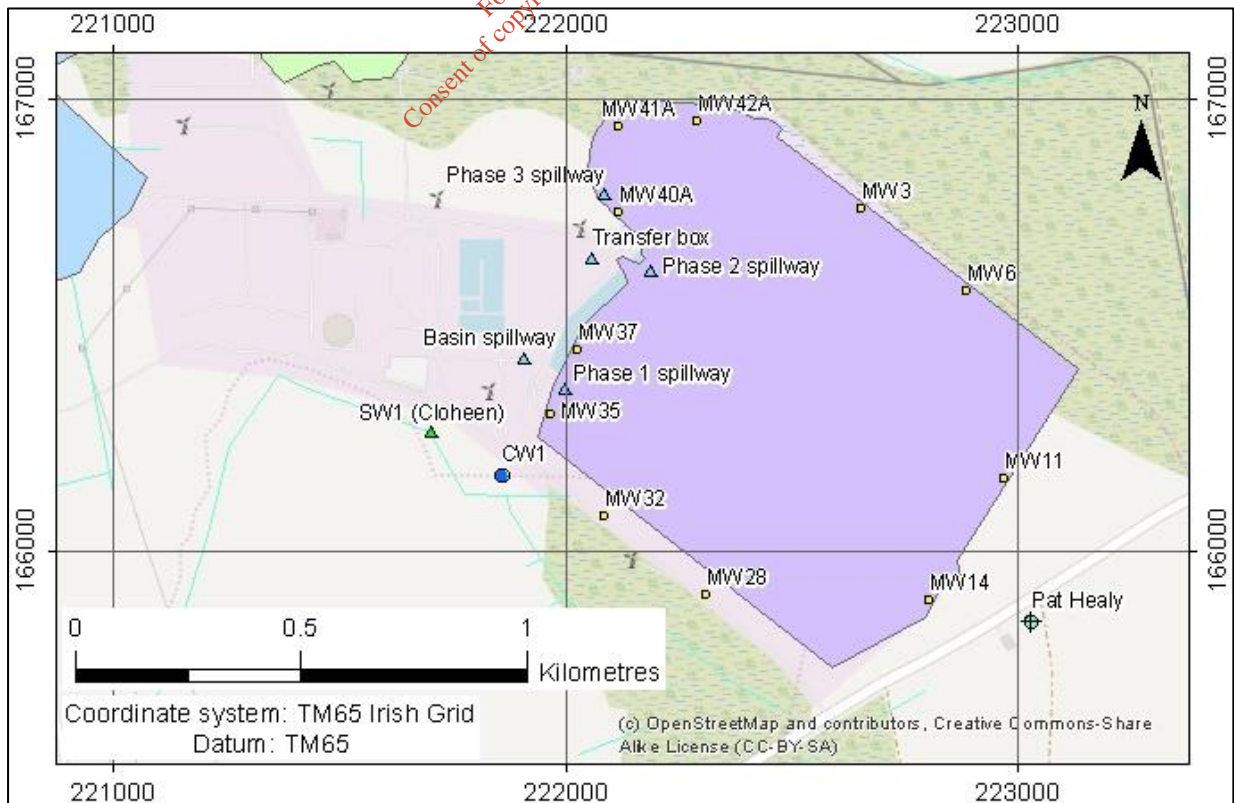 Fo
Consent of copyri
221000
222000
223000
167000
167000
N
MW41A
MW42A
Phase 3 spillway
MW40A
MW3
Transfer box
Phase 2 spillway
MW6
MW37
Basin spillway
Phase 1 spillway
SW1 (Cloheen)
MW35
CW1
MW11
MW32
166000
166000
MW28
MW14
Pat Healy
0
0.5
1
Kilometres
Coordinate system: TM65 Irish Grid
Datum: TM65
(c) OpenStreetMap and contributors, Creative Commons-Share
Alike License (CC-BY-SA)
221000
222000
223000